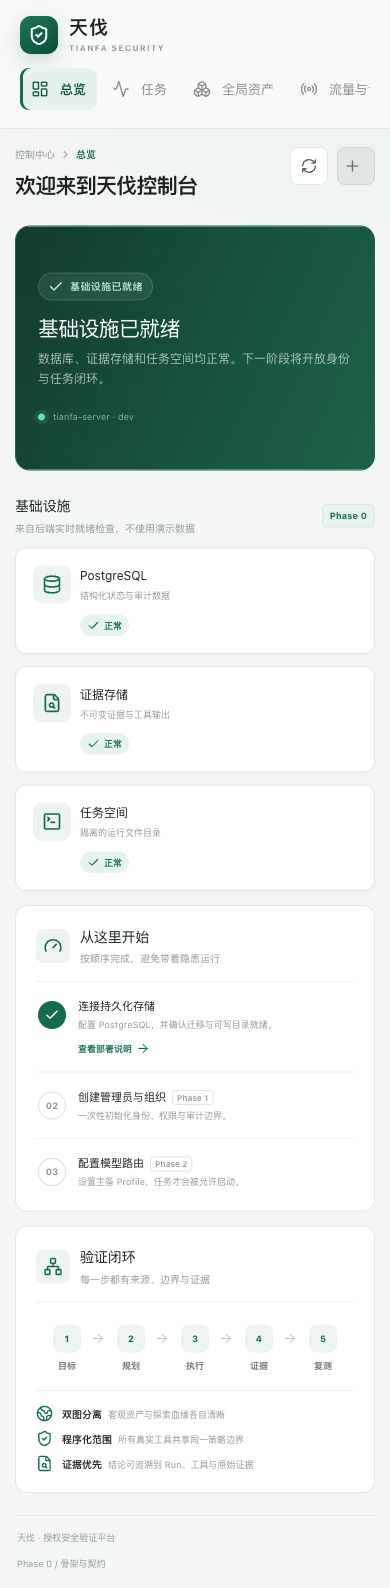 天伐
TIANFA SECURITY
总览 任务 全局资产 流量与
控制中心 > 总览
欢迎来到天伐控制台
基础设施已就绪
基础设施已就绪
数据库、证据存储和任务空间均正常。下一阶段将开放身份
与任务闭环。
tianfa-server · dev
基础设施
Phase 0
来自后端实时就绪检查，不使用演示数据
PostgreSQL
结构化状态与审计数据
正常
证据存储
不可变证据与工具输出
正常
任务空间
隔离的运行文件目录
正常
从这里开始
按顺序完成，避免带着隐患运行
连接持久化存储
配置 PostgreSQL，并确认迁移与可写目录就绪。
查看部署说明 →
02 创建管理员与组织 Phase 1
一次性初始化身份、权限与审计边界。
03 配置模型路由 Phase 2
设置主备 Profile，任务才会被允许启动。
验证闭环
每一步都有来源、边界与证据
1 → 2 → 3 → 4 → 5
目标 规划 执行 证据 复测
双图分离 客观资产与探索血缘各自清晰
程序化范围 所有真实工具共享同一策略边界
证据优先 结论可追溯到 Run、工具与原始证据
天伐 · 授权安全验证平台
Phase 0 / 骨架与契约